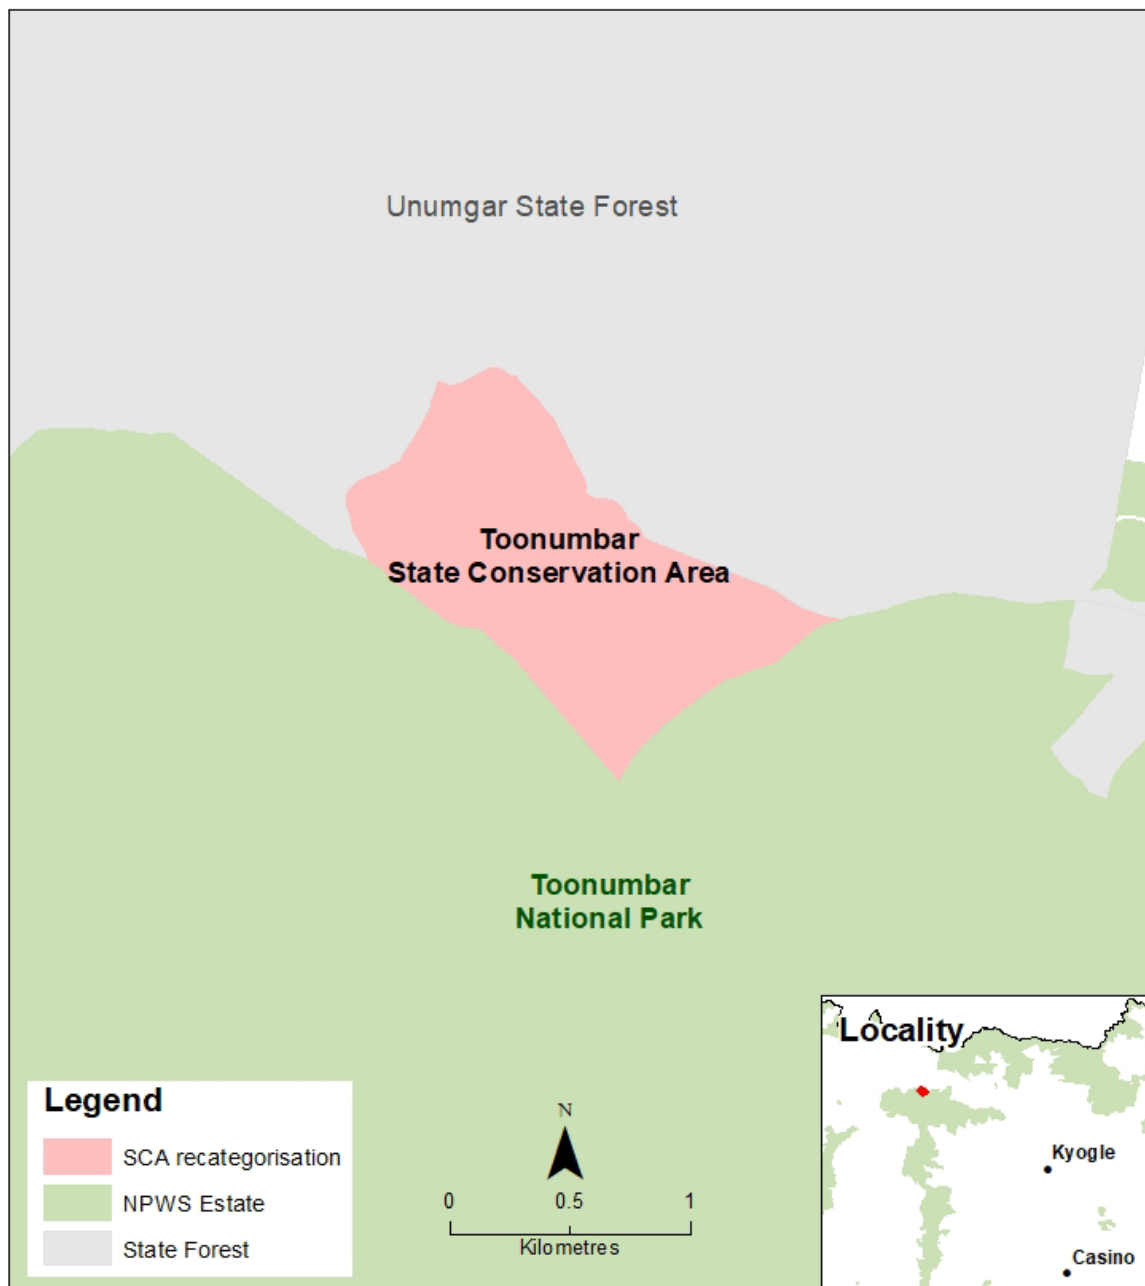 Unumgar State Forest
Toonumbar
State Conservation Area
Toonumbar
National Park
Locality
Kyogle
Casino
Legend
SCA recategorisation
NPWS Estate
State Forest
N
0 0.5 1
Kilometres